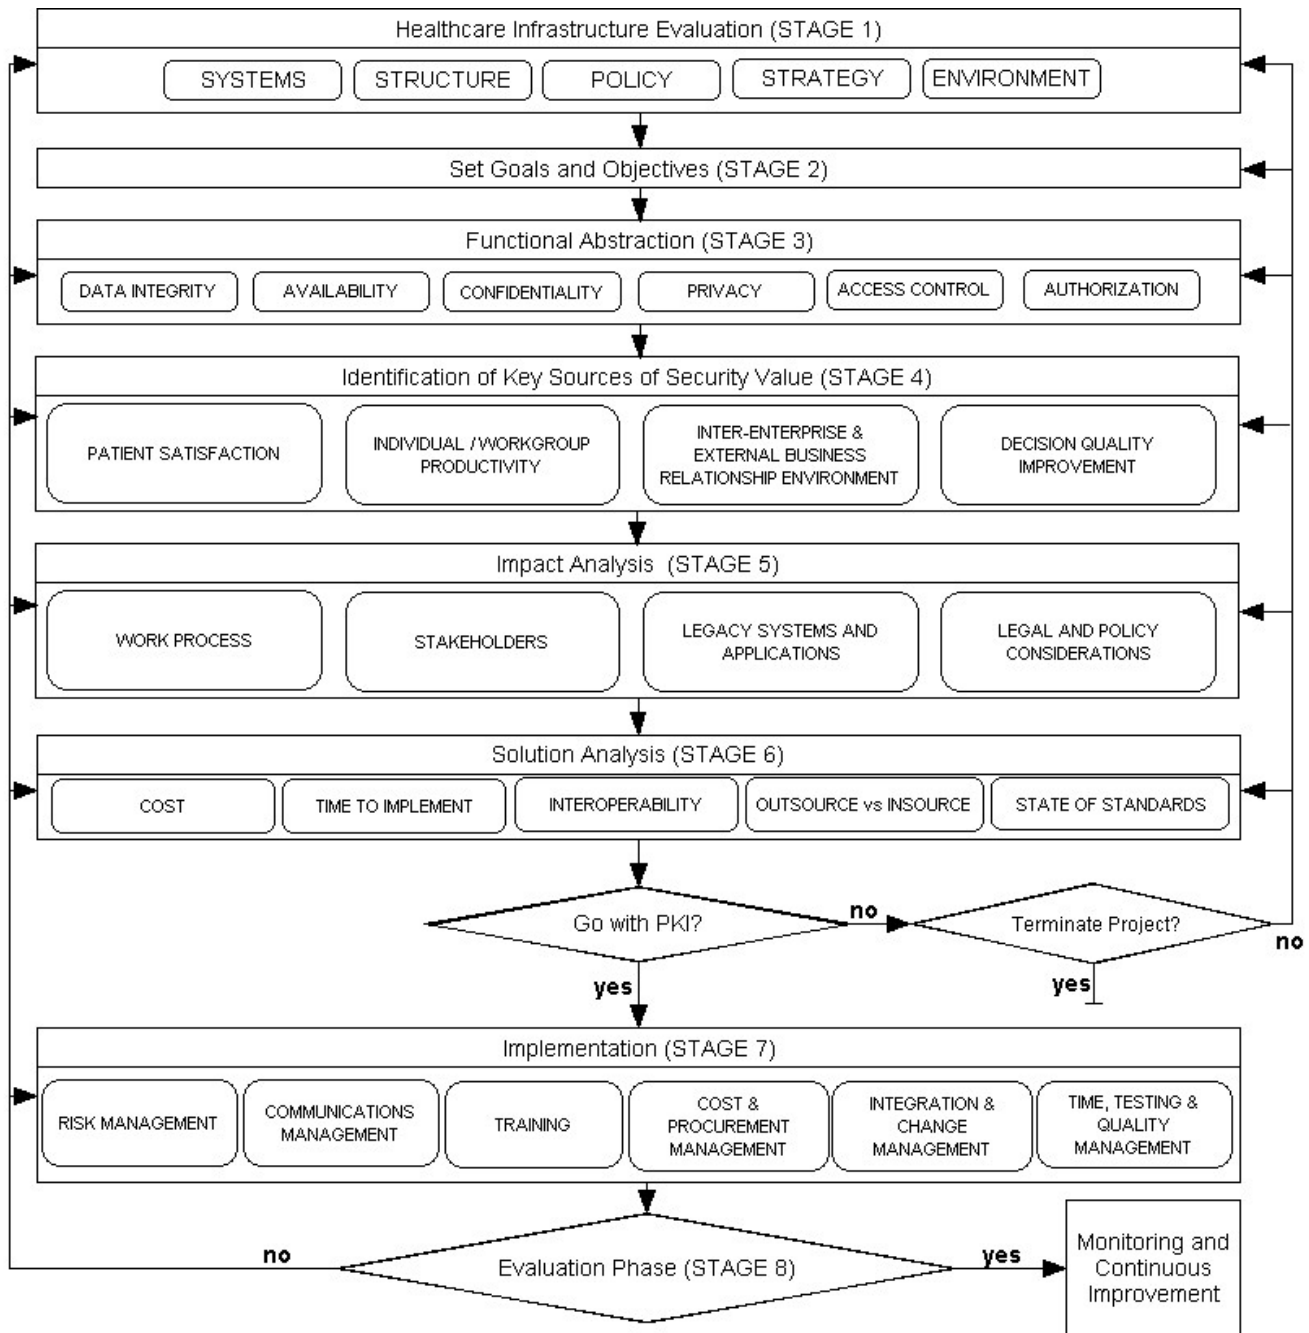 Healthcare Infrastructure Evaluation (STAGE 1)
SYSTEMS
STRUCTURE
POLICY
STRATEGY
ENVIRONMENT
Set Goals and Objectives (STAGE 2)
Functional Abstraction (STAGE 3)
DATA INTEGRITY
AVAILABILITY
CONFIDENTIALITY
PRIVACY
ACCESS CONTROL
AUTHORIZATION
Identification of Key Sources of Security Value (STAGE 4)
PATIENT SATISFACTION
INDIVIDUAL / WORKGROUP
PRODUCTIVITY
INTER-ENTERPRISE &
EXTERNAL BUSINESS
RELATIONSHIP ENVIRONMENT
DECISION QUALITY
IMPROVEMENT
Impact Analysis (STAGE 5)
WORK PROCESS
STAKEHOLDERS
LEGACY SYSTEMS AND
APPLICATIONS
LEGAL AND POLICY
CONSIDERATIONS
Solution Analysis (STAGE 6)
COST
TIME TO IMPLEMENT
INTEROPERABILITY
OUTSOURCE vs INSOURCE
STATE OF STANDARDS
Go with PKI?
no
Terminate Project?
no
yes
yes
Implementation (STAGE 7)
RISK MANAGEMENT
COMMUNICATIONS
MANAGEMENT
TRAINING
COST &
PROCUREMENT
MANAGEMENT
INTEGRATION &
CHANGE
MANAGEMENT
TIME, TESTING &
QUALITY
MANAGEMENT
no
Evaluation Phase (STAGE 8)
yes
Monitoring and
Continuous
Improvement